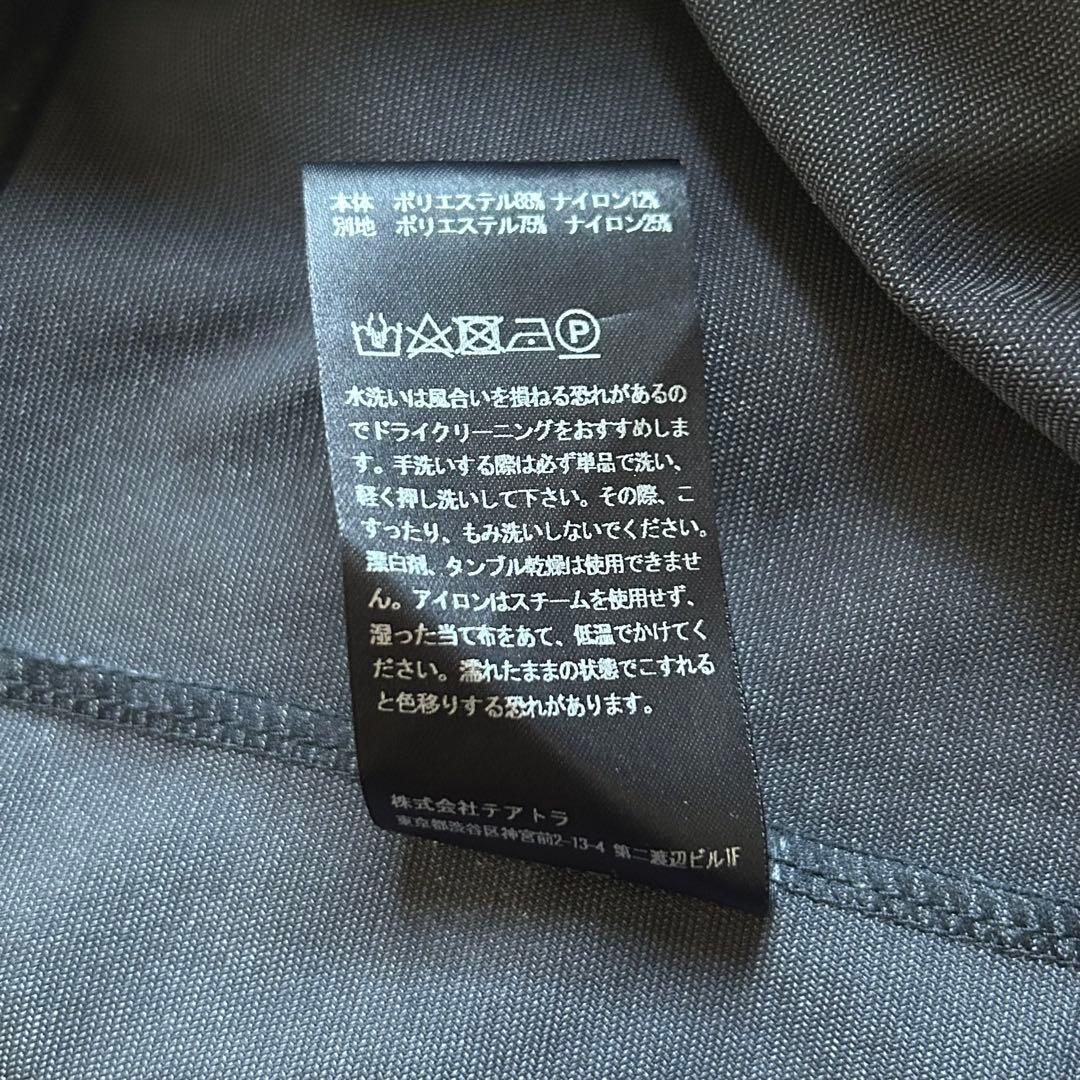 本体 ポリエステル88% ナイロン12%
別地 ポリエステル75% ナイロン25%
P
水洗いは風合いを損ねる恐れがあるの
でドライクリーニングをおすすめしま
す。手洗いする際は必ず単品で洗い、
軽く押し洗いして下さい。その際、こ
すったり、もみ洗いしないでください。
漂白剤、タンブル乾燥は使用できませ
ん。アイロンはスチームを使用せず、
湿った当て布をあて、低温でかけてく
ださい。濡れたままの状態でこすれる
と色移りする恐れがあります。
株式会社テアトラ
東京都渋谷区神宮前2-13-4 第二渡辺ビル1F